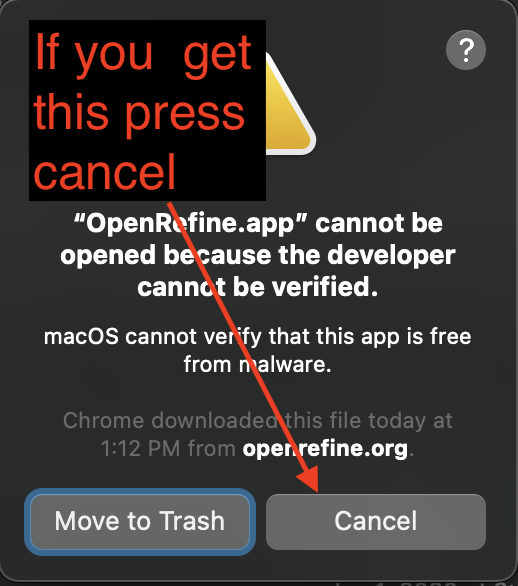 If you get
this press
cancel
?
“OpenRefine.app” cannot be
opened because the developer
cannot be verified.
macOS cannot verify that this app is free
from malware.
Chrome downloaded this file today at
1:12 PM from openrefine.org.
Move to Trash
Cancel